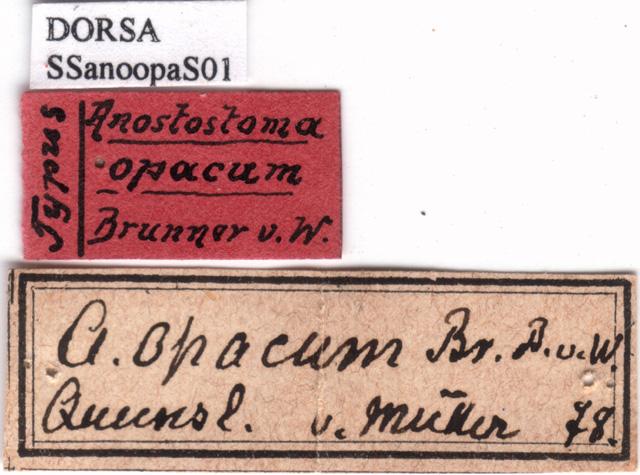 DORSA
SSanoopaS01
Typus
Anostostoma
opacum
Brunner v. W.
A. opacum Br. B. v. W.
Queensl. v. Müller 78.